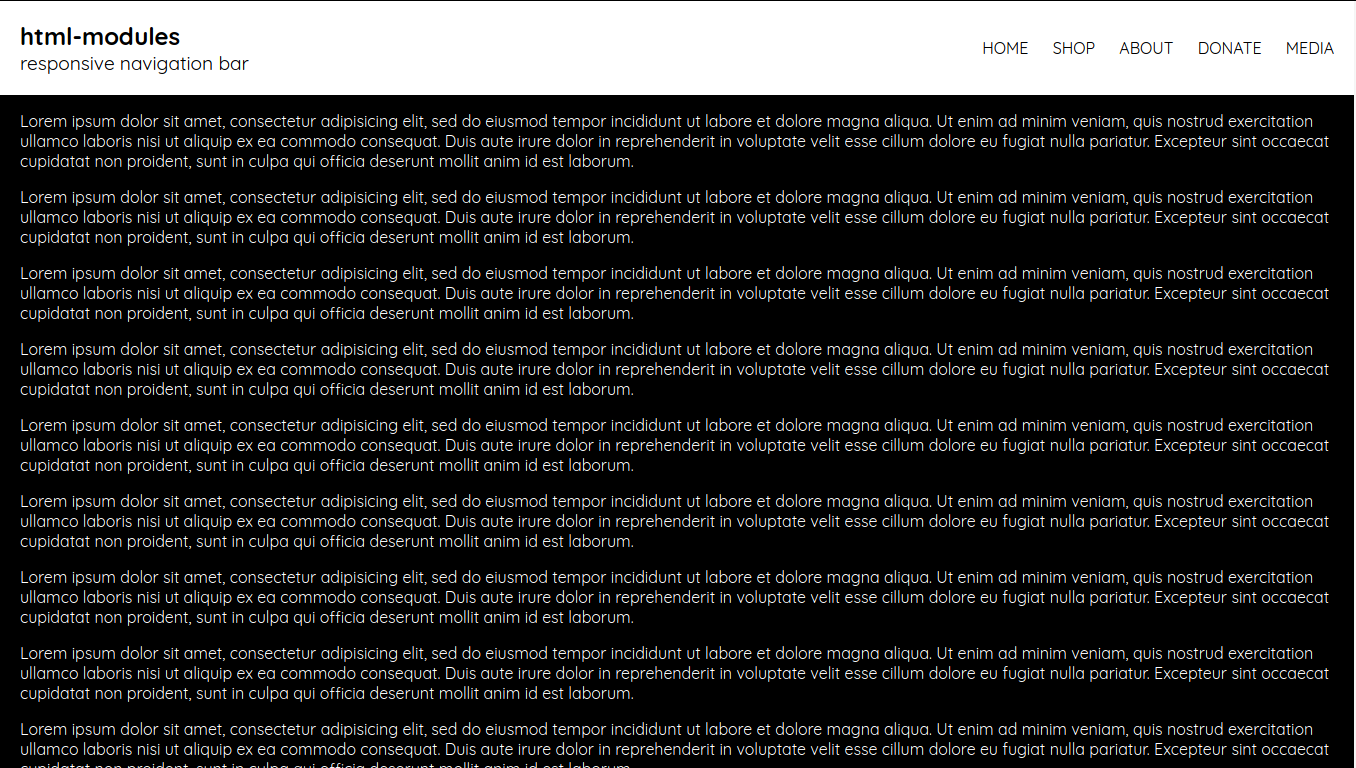 html-modules
responsive navigation bar
HOME SHOP ABOUT DONATE MEDIA
Lorem ipsum dolor sit amet, consectetur adipisicing elit, sed do eiusmod tempor incididunt ut labore et dolore magna aliqua. Ut enim ad minim veniam, quis nostrud exercitation
ullamco laboris nisi ut aliquip ex ea commodo consequat. Duis aute irure dolor in reprehenderit in voluptate velit esse cillum dolore eu fugiat nulla pariatur. Excepteur sint occaecat
cupidatat non proident, sunt in culpa qui officia deserunt mollit anim id est laborum.
Lorem ipsum dolor sit amet, consectetur adipisicing elit, sed do eiusmod tempor incididunt ut labore et dolore magna aliqua. Ut enim ad minim veniam, quis nostrud exercitation
ullamco laboris nisi ut aliquip ex ea commodo consequat. Duis aute irure dolor in reprehenderit in voluptate velit esse cillum dolore eu fugiat nulla pariatur. Excepteur sint occaecat
cupidatat non proident, sunt in culpa qui officia deserunt mollit anim id est laborum.
Lorem ipsum dolor sit amet, consectetur adipisicing elit, sed do eiusmod tempor incididunt ut labore et dolore magna aliqua. Ut enim ad minim veniam, quis nostrud exercitation
ullamco laboris nisi ut aliquip ex ea commodo consequat. Duis aute irure dolor in reprehenderit in voluptate velit esse cillum dolore eu fugiat nulla pariatur. Excepteur sint occaecat
cupidatat non proident, sunt in culpa qui officia deserunt mollit anim id est laborum.
Lorem ipsum dolor sit amet, consectetur adipisicing elit, sed do eiusmod tempor incididunt ut labore et dolore magna aliqua. Ut enim ad minim veniam, quis nostrud exercitation
ullamco laboris nisi ut aliquip ex ea commodo consequat. Duis aute irure dolor in reprehenderit in voluptate velit esse cillum dolore eu fugiat nulla pariatur. Excepteur sint occaecat
cupidatat non proident, sunt in culpa qui officia deserunt mollit anim id est laborum.
Lorem ipsum dolor sit amet, consectetur adipisicing elit, sed do eiusmod tempor incididunt ut labore et dolore magna aliqua. Ut enim ad minim veniam, quis nostrud exercitation
ullamco laboris nisi ut aliquip ex ea commodo consequat. Duis aute irure dolor in reprehenderit in voluptate velit esse cillum dolore eu fugiat nulla pariatur. Excepteur sint occaecat
cupidatat non proident, sunt in culpa qui officia deserunt mollit anim id est laborum.
Lorem ipsum dolor sit amet, consectetur adipisicing elit, sed do eiusmod tempor incididunt ut labore et dolore magna aliqua. Ut enim ad minim veniam, quis nostrud exercitation
ullamco laboris nisi ut aliquip ex ea commodo consequat. Duis aute irure dolor in reprehenderit in voluptate velit esse cillum dolore eu fugiat nulla pariatur. Excepteur sint occaecat
cupidatat non proident, sunt in culpa qui officia deserunt mollit anim id est laborum.
Lorem ipsum dolor sit amet, consectetur adipisicing elit, sed do eiusmod tempor incididunt ut labore et dolore magna aliqua. Ut enim ad minim veniam, quis nostrud exercitation
ullamco laboris nisi ut aliquip ex ea commodo consequat. Duis aute irure dolor in reprehenderit in voluptate velit esse cillum dolore eu fugiat nulla pariatur. Excepteur sint occaecat
cupidatat non proident, sunt in culpa qui officia deserunt mollit anim id est laborum.
Lorem ipsum dolor sit amet, consectetur adipisicing elit, sed do eiusmod tempor incididunt ut labore et dolore magna aliqua. Ut enim ad minim veniam, quis nostrud exercitation
ullamco laboris nisi ut aliquip ex ea commodo consequat. Duis aute irure dolor in reprehenderit in voluptate velit esse cillum dolore eu fugiat nulla pariatur. Excepteur sint occaecat
cupidatat non proident, sunt in culpa qui officia deserunt mollit anim id est laborum.
Lorem ipsum dolor sit amet, consectetur adipisicing elit, sed do eiusmod tempor incididunt ut labore et dolore magna aliqua. Ut enim ad minim veniam, quis nostrud exercitation
ullamco laboris nisi ut aliquip ex ea commodo consequat. Duis aute irure dolor in reprehenderit in voluptate velit esse cillum dolore eu fugiat nulla pariatur. Excepteur sint occaecat